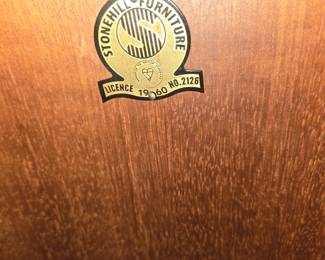 STONEHILL FURNITURE
S
LICENCE 1960 NO. 2126